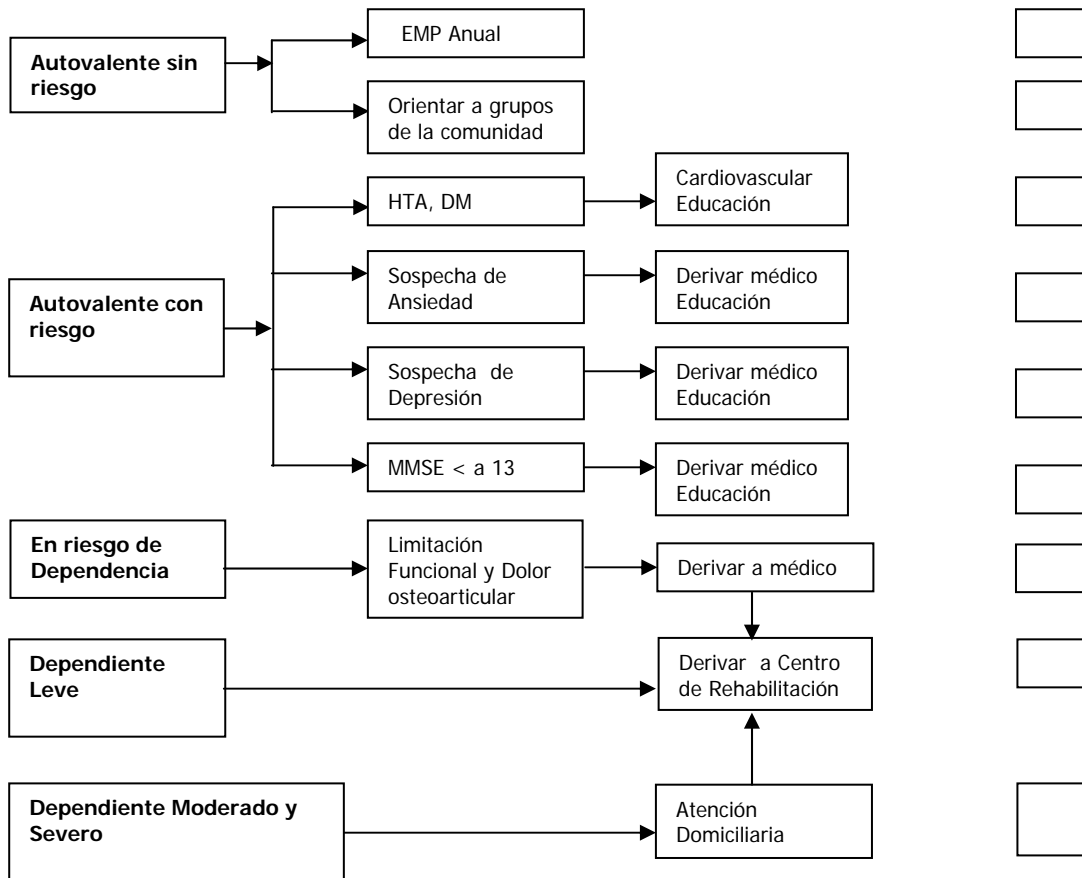 Autovalente sin
riesgo
EMP Anual
Orientar a grupos
de la comunidad
Autovalente con
riesgo
HTA, DM
Cardiovascular
Educación
Sospecha de
Ansiedad
Derivar médico
Educación
Sospecha de
Depresión
Derivar médico
Educación
MMSE < a 13
Derivar médico
Educación
En riesgo de
Dependencia
Limitación
Funcional y Dolor
osteoarticular
Derivar a médico
Dependiente
Leve
Derivar a Centro
de Rehabilitación
Dependiente Moderado y
Severo
Atención
Domiciliaria